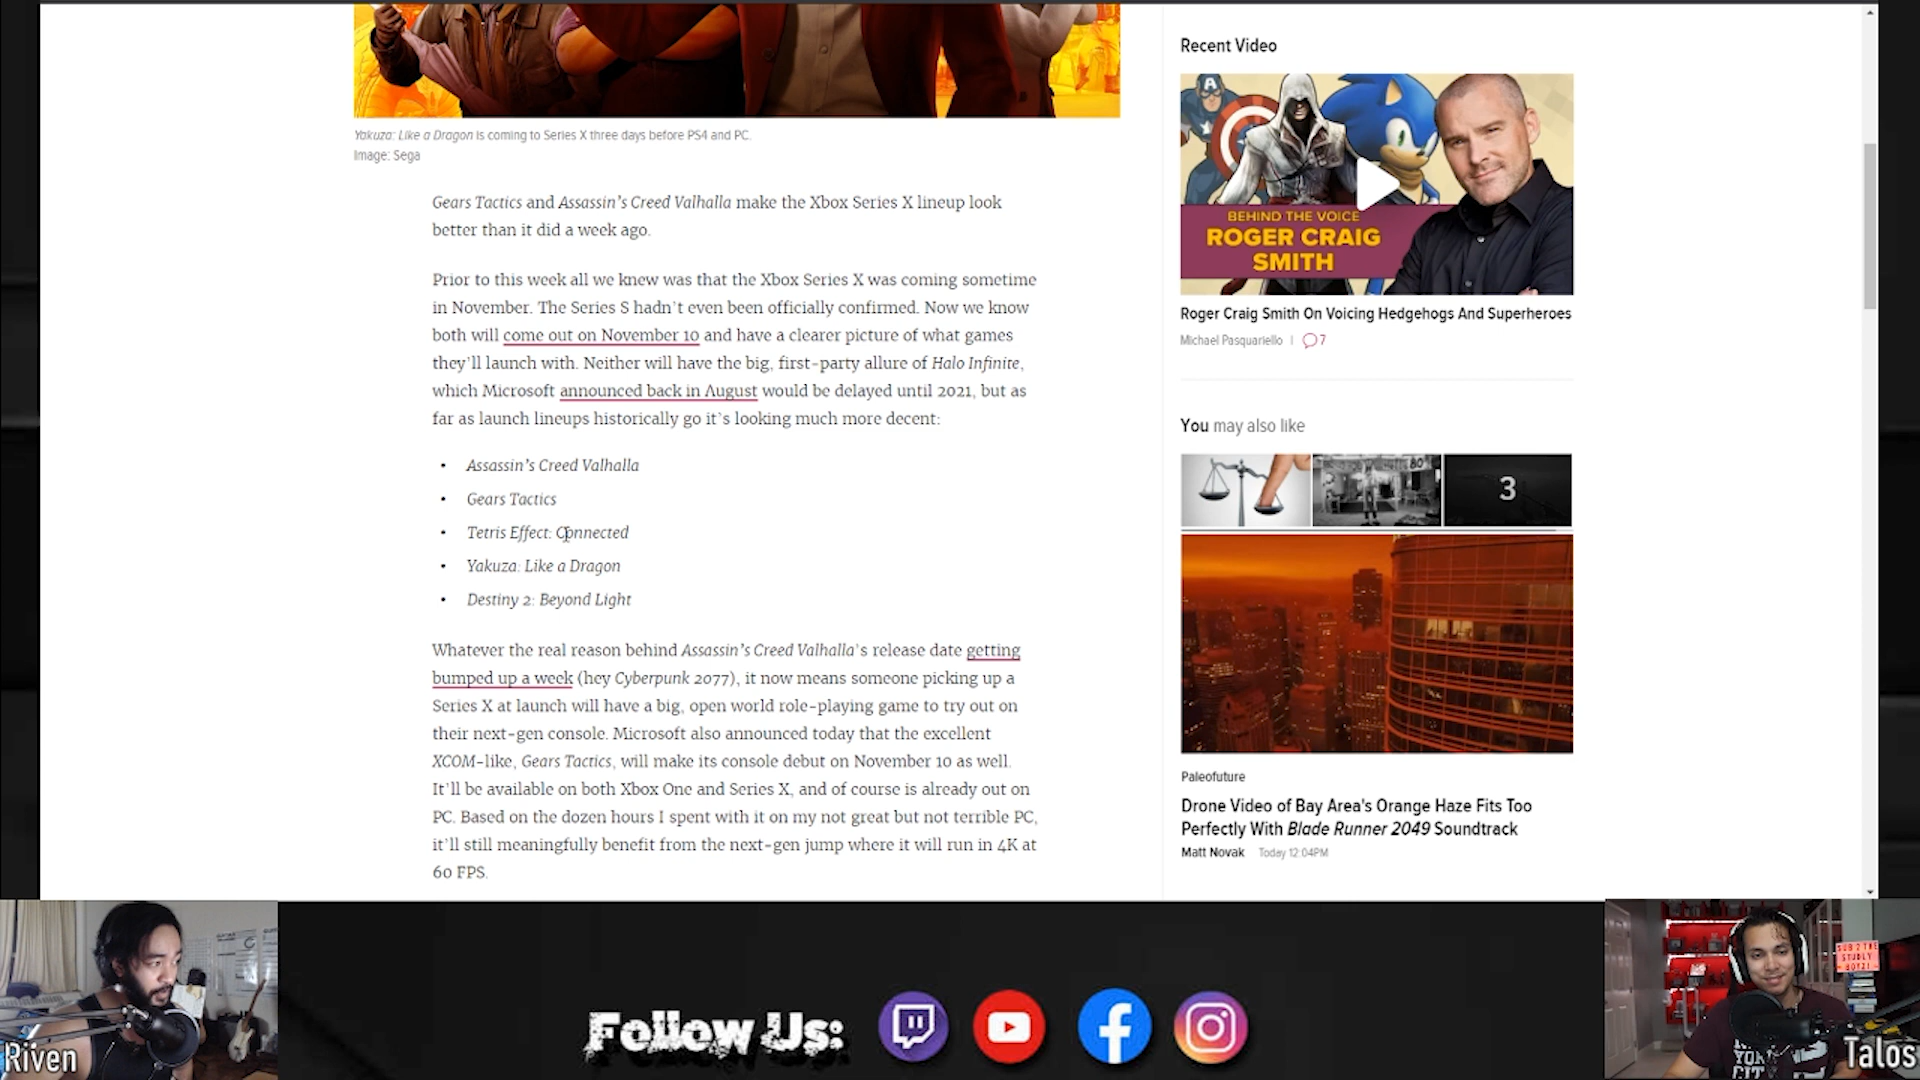 Yakuza: Like a Dragon is coming to Series X three days before PS4 and PC.
Image: Sega
Gears Tactics and Assassin's Creed Valhalla make the Xbox Series X lineup look
better than it did a week ago.
Prior to this week all we knew was that the Xbox Series X was coming sometime
in November. The Series S hadn't even been officially confirmed. Now we know
both will come out on November 10 and have a clearer picture of what games
they'll launch with. Neither will have the big, first-party allure of Halo Infinite,
which Microsoft announced back in August would be delayed until 2021, but as
far as launch lineups historically go it's looking much more decent:
• Assassin's Creed Valhalla
• Gears Tactics
• Tetris Effect: Connected
• Yakuza: Like a Dragon
• Destiny 2: Beyond Light
Whatever the real reason behind Assassin's Creed Valhalla's release date getting
bumped up a week (hey Cyberpunk 2077), it now means someone picking up a
Series X at launch will have a big, open world role-playing game to try out on
their next-gen console. Microsoft also announced today that the excellent
XCOM-like, Gears Tactics, will make its console debut on November 10 as well.
It'll be available on both Xbox One and Series X, and of course is already out on
PC. Based on the dozen hours I spent with it on my not great but not terrible PC,
it'll still meaningfully benefit from the next-gen jump where it will run in 4K at
60 FPS.
Recent Video
BEHIND THE VOICE
ROGER CRAIG
SMITH
Roger Craig Smith On Voicing Hedgehogs And Superheroes
Michael Pasquariello | 7
You may also like
80
3
Paleofuture
Drone Video of Bay Area's Orange Haze Fits Too
Perfectly With Blade Runner 2049 Soundtrack
Matt Novak Today 12:04PM
Riven
Follow Us:
SUB 2 THE
STUDLY
BOYZ!
YORK
CITY
Talos